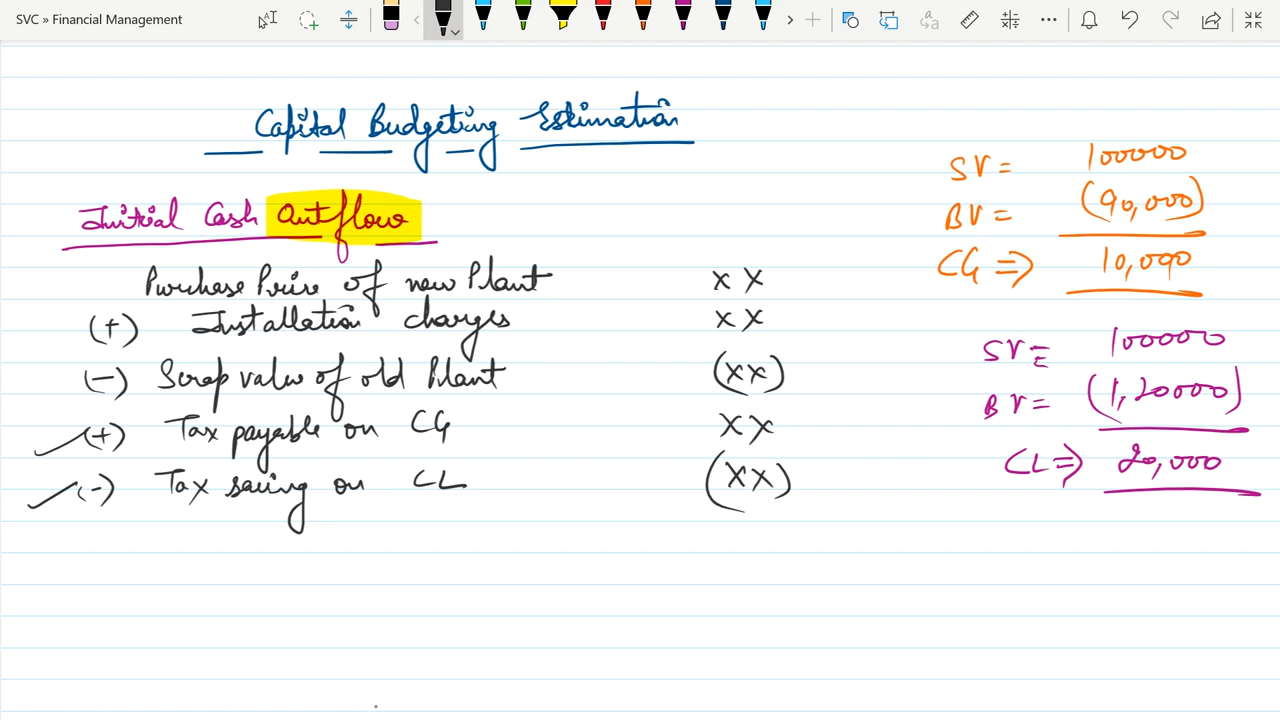 SVC » Financial Management
Capital Budgeting Estimation
Initial Cash Outflow
Purchase Price of new Plant XX
(+) Installation charges XX
(-) Scrap value of old Plant (XX)
(+) Tax payable on CG XX
(-) Tax saving on CL (XX)
SV = 100000
BV = (90,000)
CG ⇒ 10,000
SV = 100000
BV = (1,20000)
CL ⇒ 20,000